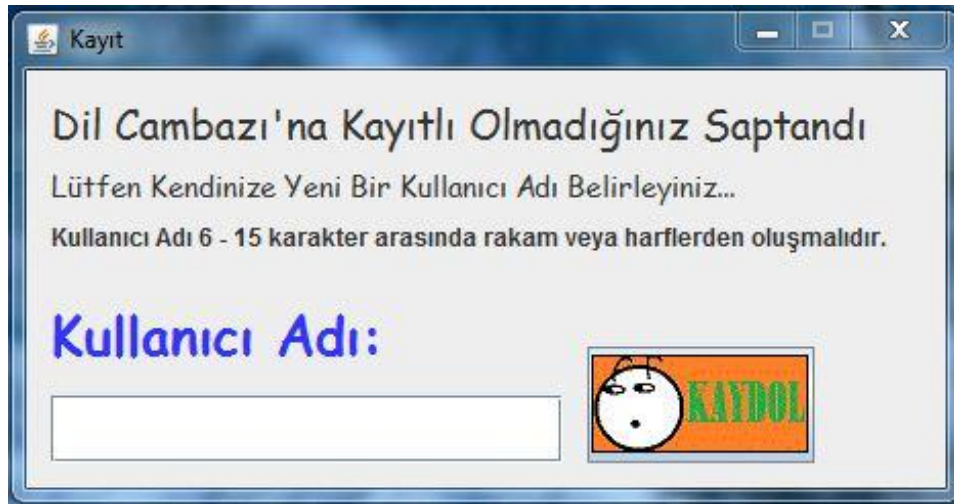 Kayıt
Dil Cambazı'na Kayıtlı Olmadığınız Saptandı
Lütfen Kendinize Yeni Bir Kullanıcı Adı Belirleyiniz...
Kullanıcı Adı 6 - 15 karakter arasında rakam veya harflerden oluşmalıdır.
Kullanıcı Adı:
KAYDOL